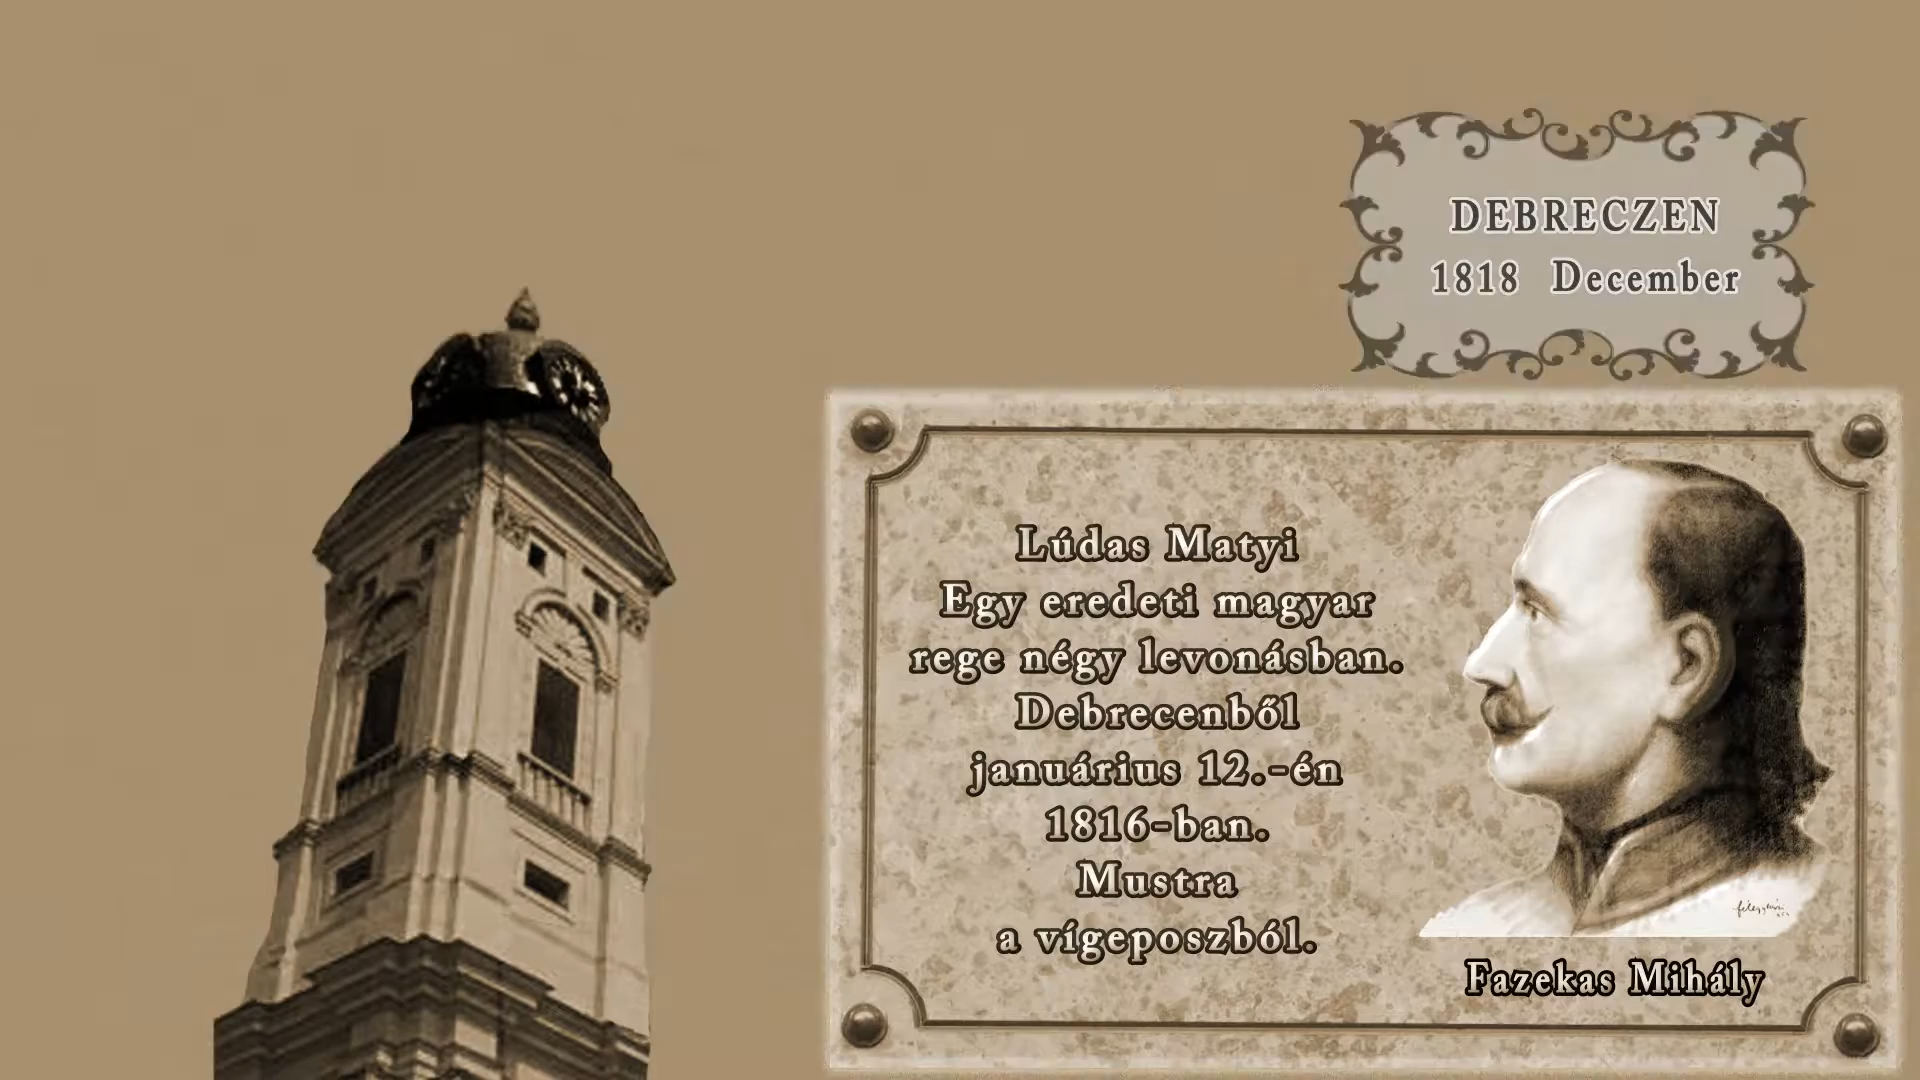 DEBRECZEN
1818 December
Lúdas Matyi
Egy eredeti magyar
rege négy levonásban.
Debrecenből
januárius 12.-én
1816-ban.
Mustra
a vígeposzból.
Fazekas Mihály